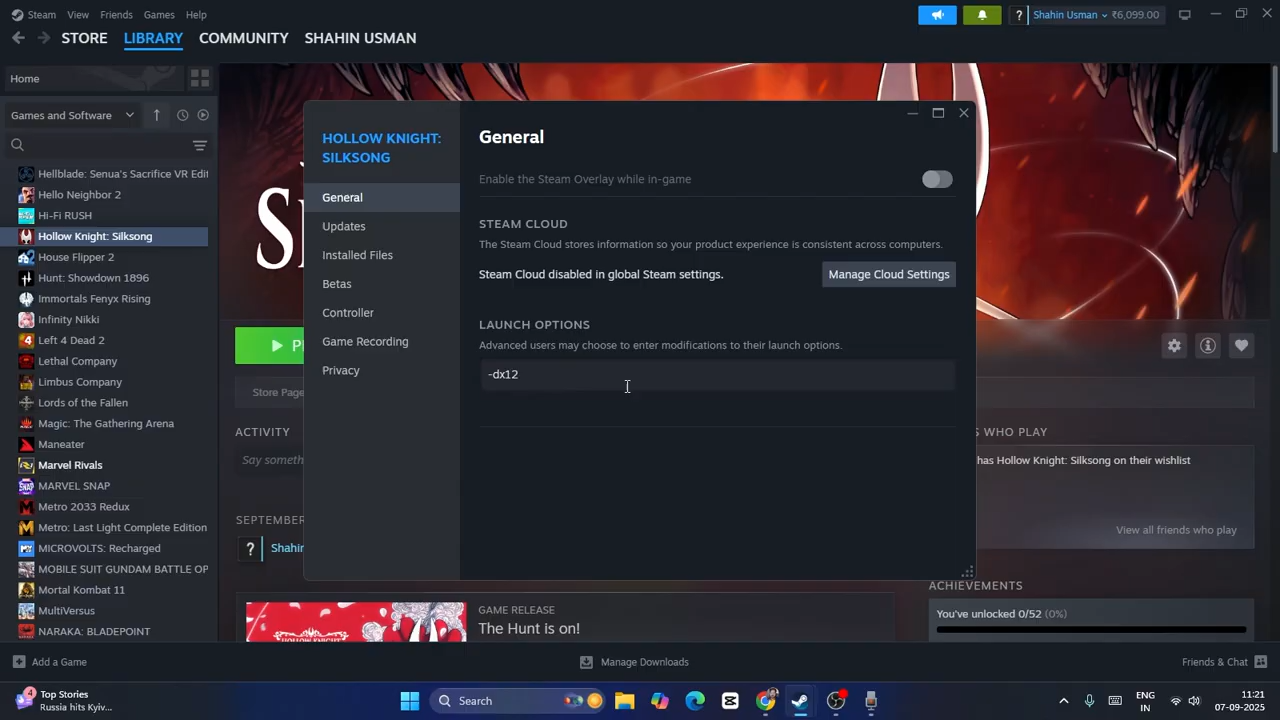 Steam View Friends Games Help
? Shahin Usman ₹6,099.00
STORE LIBRARY COMMUNITY SHAHIN USMAN
Home
Games and Software
Hellblade: Senua's Sacrifice VR Edit
Hello Neighbor 2
Hi-Fi RUSH
Hollow Knight: Silksong
House Flipper 2
Hunt: Showdown 1896
Immortals Fenyx Rising
Infinity Nikki
Left 4 Dead 2
Lethal Company
Limbus Company
Lords of the Fallen
Magic: The Gathering Arena
Maneater
Marvel Rivals
MARVEL SNAP
Metro 2033 Redux
Metro: Last Light Complete Edition
MICROVOLTS: Recharged
MOBILE SUIT GUNDAM BATTLE OP
Mortal Kombat 11
MultiVersus
NARAKA: BLADEPOINT
Store Page
ACTIVITY
Say someth
SEPTEMBER
? Shahin
HOLLOW KNIGHT:
SILKSONG
General
Updates
Installed Files
Betas
Controller
Game Recording
Privacy
General
Enable the Steam Overlay while in-game
STEAM CLOUD
The Steam Cloud stores information so your product experience is consistent across computers.
Steam Cloud disabled in global Steam settings.
Manage Cloud Settings
LAUNCH OPTIONS
Advanced users may choose to enter modifications to their launch options.
-dx12
GAME RELEASE
The Hunt is on!
WHO PLAY
has Hollow Knight: Silksong on their wishlist
View all friends who play
ACHIEVEMENTS
You've unlocked 0/52 (0%)
Add a Game
Manage Downloads
Friends & Chat
4
Top Stories
Russia hits Kyiv...
Search
ENG
IN
11:21
07-09-2025